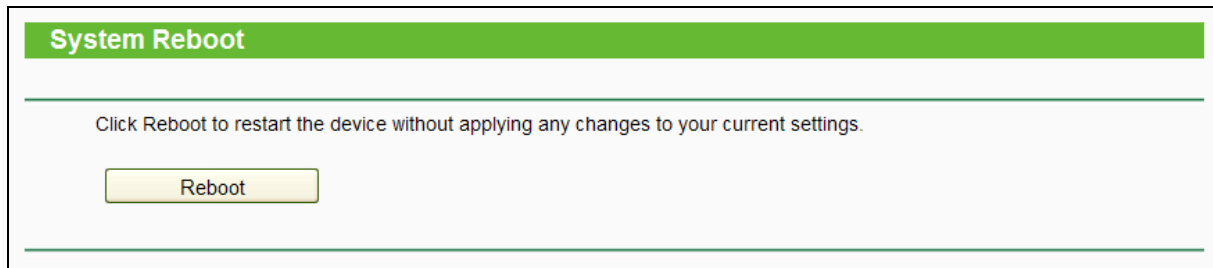 System Reboot
Click Reboot to restart the device without applying any changes to your current settings.
Reboot